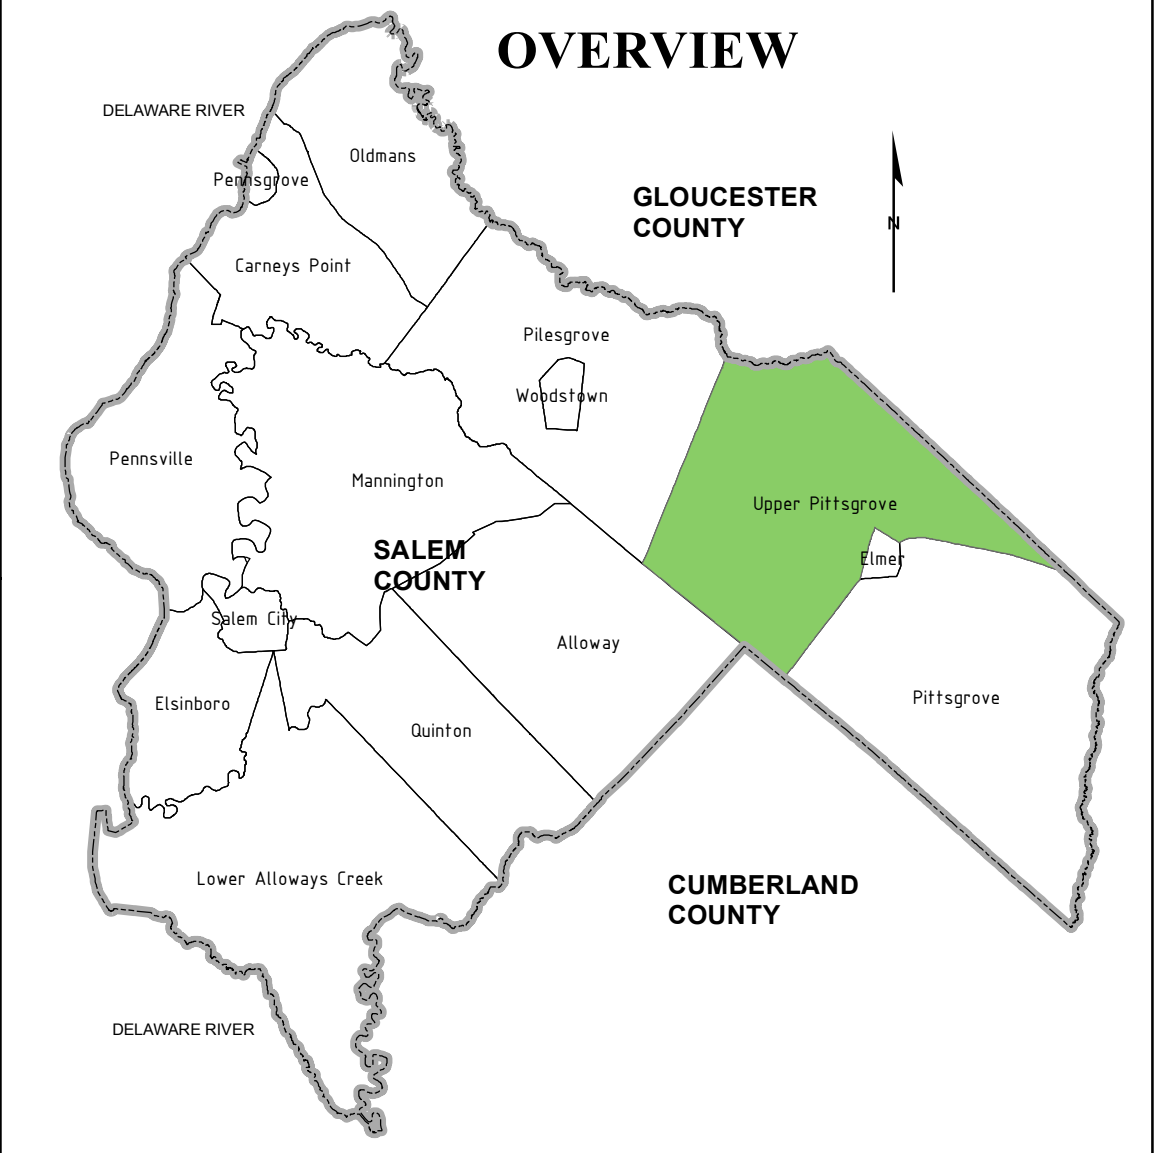 OVERVIEW
DELAWARE RIVER
Oldmans
Pennsgrove
GLOUCESTER
COUNTY
N
Carneys Point
Pilesgrove
Woodstown
Pennsville
Mannington
Upper Pittsgrove
SALEM
COUNTY
Elmer
Salem City
Alloway
Elsinboro
Pittsgrove
Quinton
Lower Alloways Creek
CUMBERLAND
COUNTY
DELAWARE RIVER